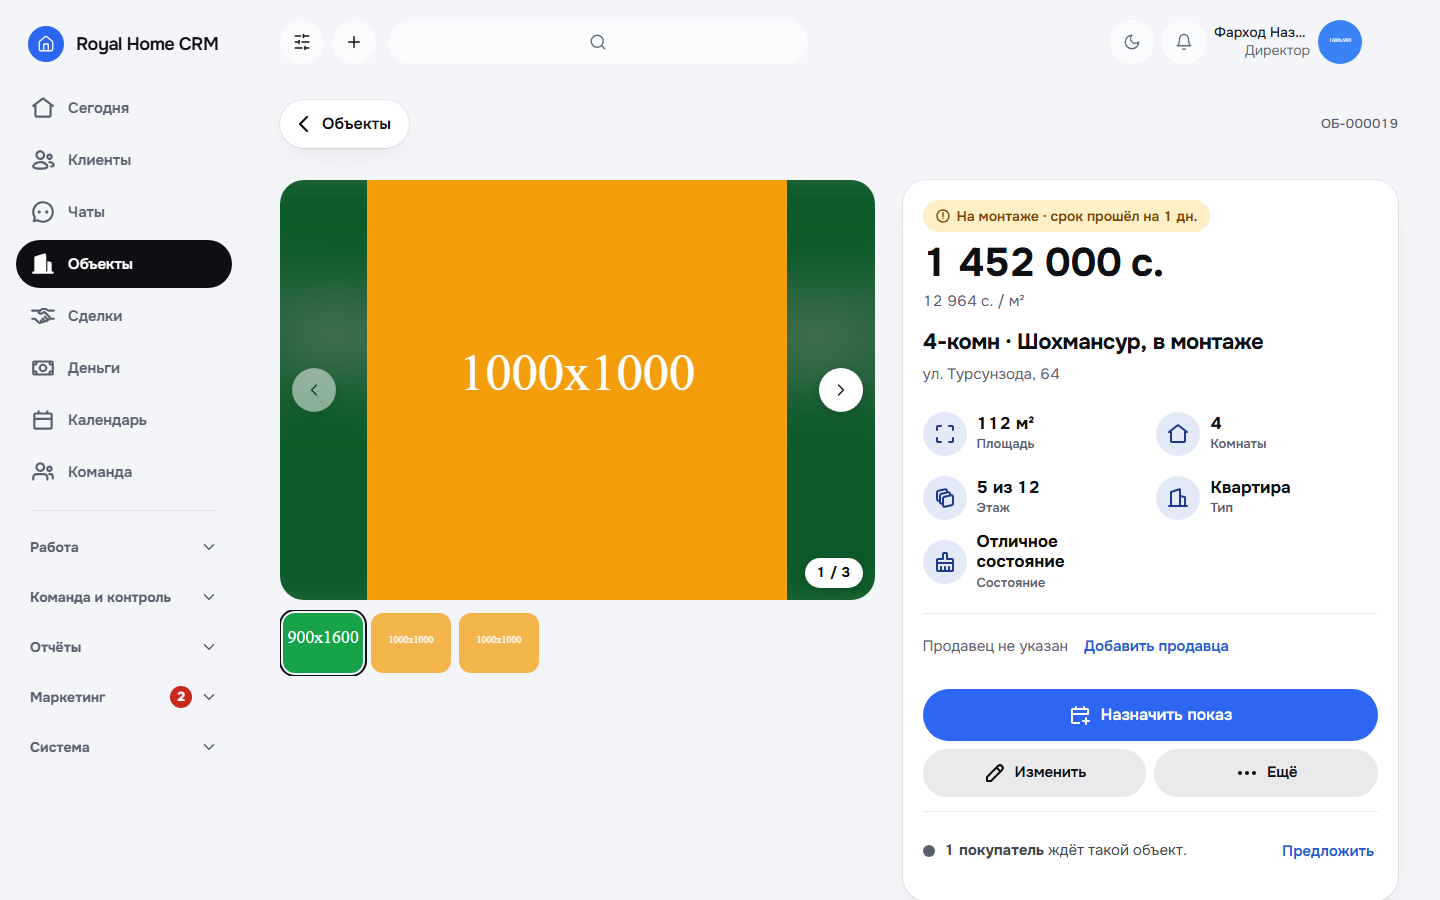 Royal Home CRM
Фарход Наз...
Директор
1600x900
Сегодня
Клиенты
Чаты
Объекты
Сделки
Деньги
Календарь
Команда
Работа
Команда и контроль
Отчёты
Маркетинг 2
Система
Объекты
ОБ-000019
1000x1000
1 / 3
900x1600
1000x1000
1000x1000
На монтаже · срок прошёл на 1 дн.
1 452 000 с.
12 964 с. / м²
4-комн · Шохмансур, в монтаже
ул. Турсунзода, 64
112 м²
Площадь
4
Комнаты
5 из 12
Этаж
Квартира
Тип
Отличное
состояние
Состояние
Продавец не указан Добавить продавца
Назначить показ
Изменить
Ещё
1 покупатель ждёт такой объект. Предложить